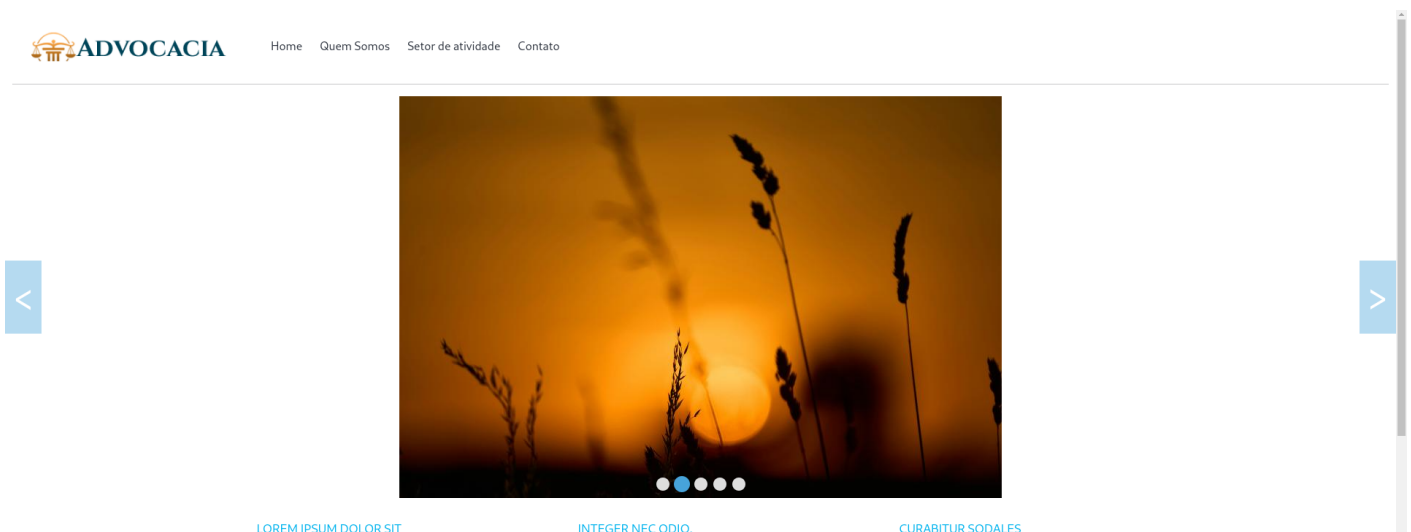 ADVOCACIA
Home Quem Somos Setor de atividade Contato
<
>
LOREM IPSUM DOLOR SIT INTEGER NEC ODIO. CURABITUR SODALES